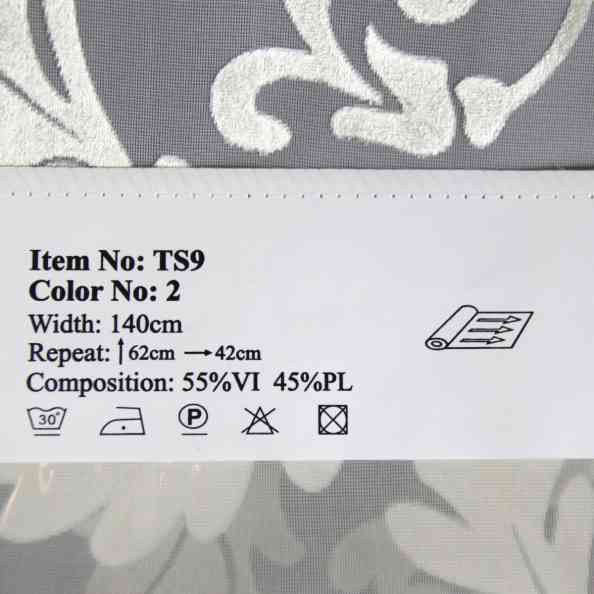 Item No: TS9
Color No: 2
Width: 140cm
Repeat: ↑62cm →42cm
Composition: 55%VI 45%PL
30° P